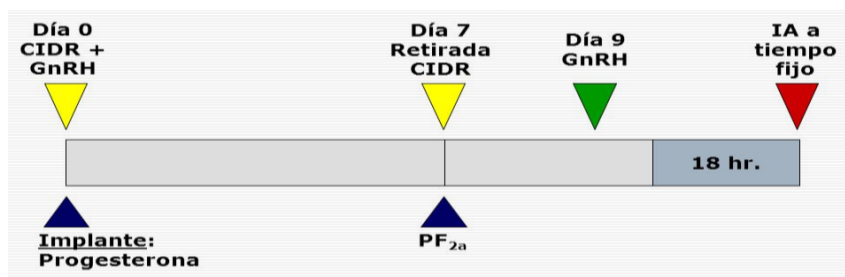 Día 0
CIDR +
GnRH
Día 7
Retirada
CIDR
Día 9
GnRH
IA a
tiempo
fijo
18 hr.
Implante:
Progesterona
PF2a